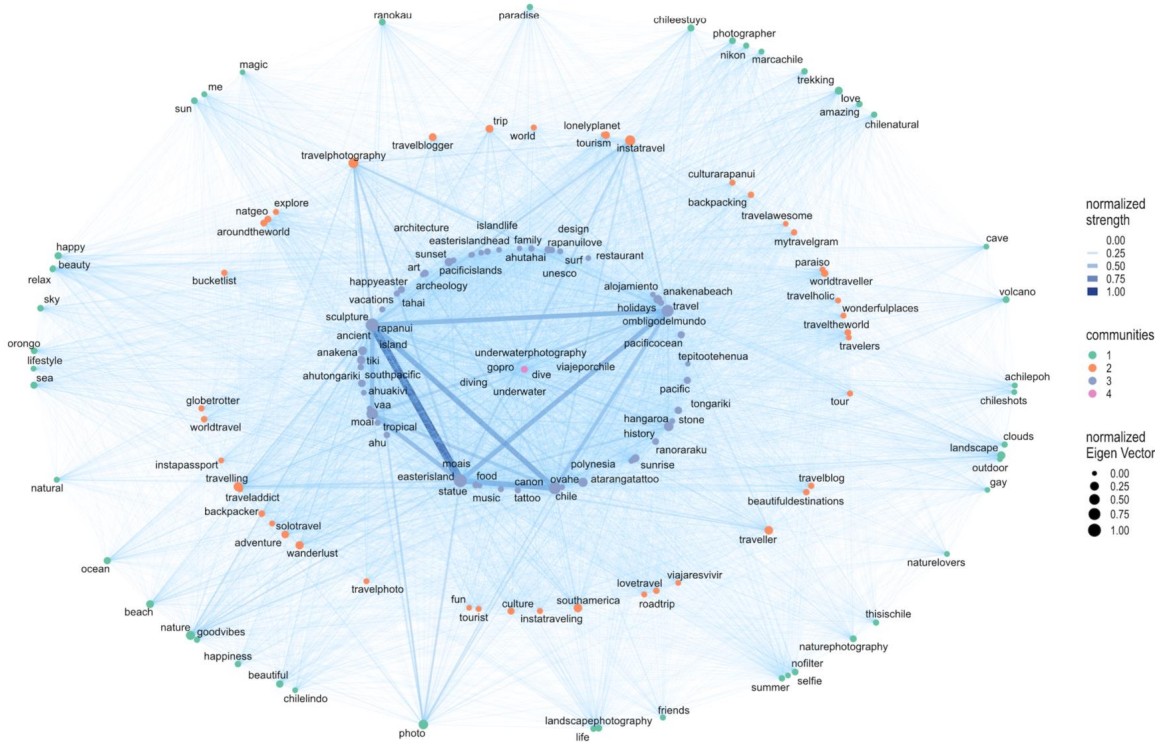 ranokau
paradise
chileestuyo
photographer
nikon
marcachile
magic
me
sun
trekking
love
amazing
chilenatural
trip
world
lonelyplanet
tourism
instatravel
travelblogger
travelphotography
culturarapanui
backpacking
explore
natgeo
aroundtheworld
travelawesome
mytravelgram
islandlife
design
architecture
easterislandhead
family
rapanuilove
sunset
ahutahai
surf
restaurant
art
pacificislands
unesco
archeology
happy
beauty
relax
cave
bucketlist
paraiso
worldtraveller
happyeaster
alojamiento
anakenabeach
vacations
tahai
holidays
travel
travelholic
volcano
sky
sculpture
rapanui
ombligodelmundo
wonderfulplaces
ancient
traveltheworld
orongo
island
pacificocean
travelers
lifestyle
anakena
tiki
underwaterphotography
tepitootehenua
sea
gopro
viajeporchile
dive
ahutongariki
southpacific
diving
underwater
pacific
achilepoh
chileshots
ahuakivi
tour
globetrotter
worldtravel
vaa
moai
tropical
tongariki
hangaroa
stone
ahu
history
clouds
landscape
ranoraraku
outdoor
instapassport
moais
polynesia
sunrise
natural
travelling
easterisland
food
canon
ovahe
atarangatattoo
travelblog
gay
traveladdict
statue
music
tattoo
chile
beautifuldestinations
backpacker
solotravel
adventure
wanderlust
traveller
ocean
naturelovers
travelphoto
viajaresvivir
lovetravel
roadtrip
beach
fun
tourist
culture
southamerica
instatraveling
thisischile
nature
goodvibes
naturephotography
happiness
nofilter
beautiful
summer
selfie
chilelindo
friends
photo
landscapephotography
life
normalized
strength
0.00
0.25
0.50
0.75
1.00
communities
1
2
3
4
normalized
Eigen Vector
0.00
0.25
0.50
0.75
1.00